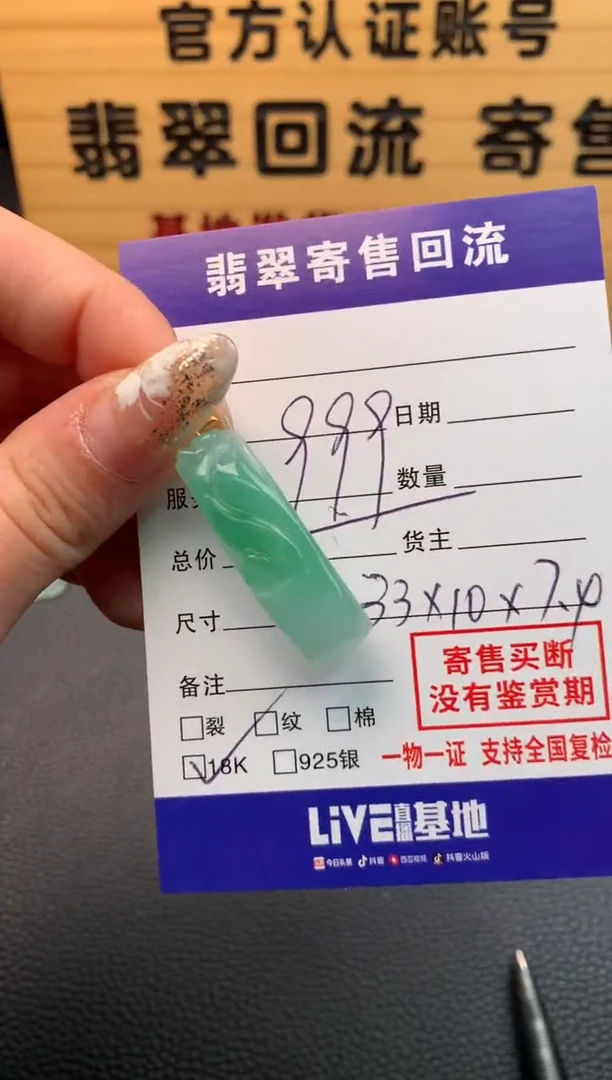 官方认证账号
翡翠回流 寄售
翡翠寄售回流
999 日期
数量
总价 货主
尺寸 33×10×7.4
寄售买断
没有鉴赏期
备注
裂 纹 棉
18K 925银
一物一证 支持全国复检
LiVE直播基地
今日头条 抖音 西瓜视频 抖音火山版